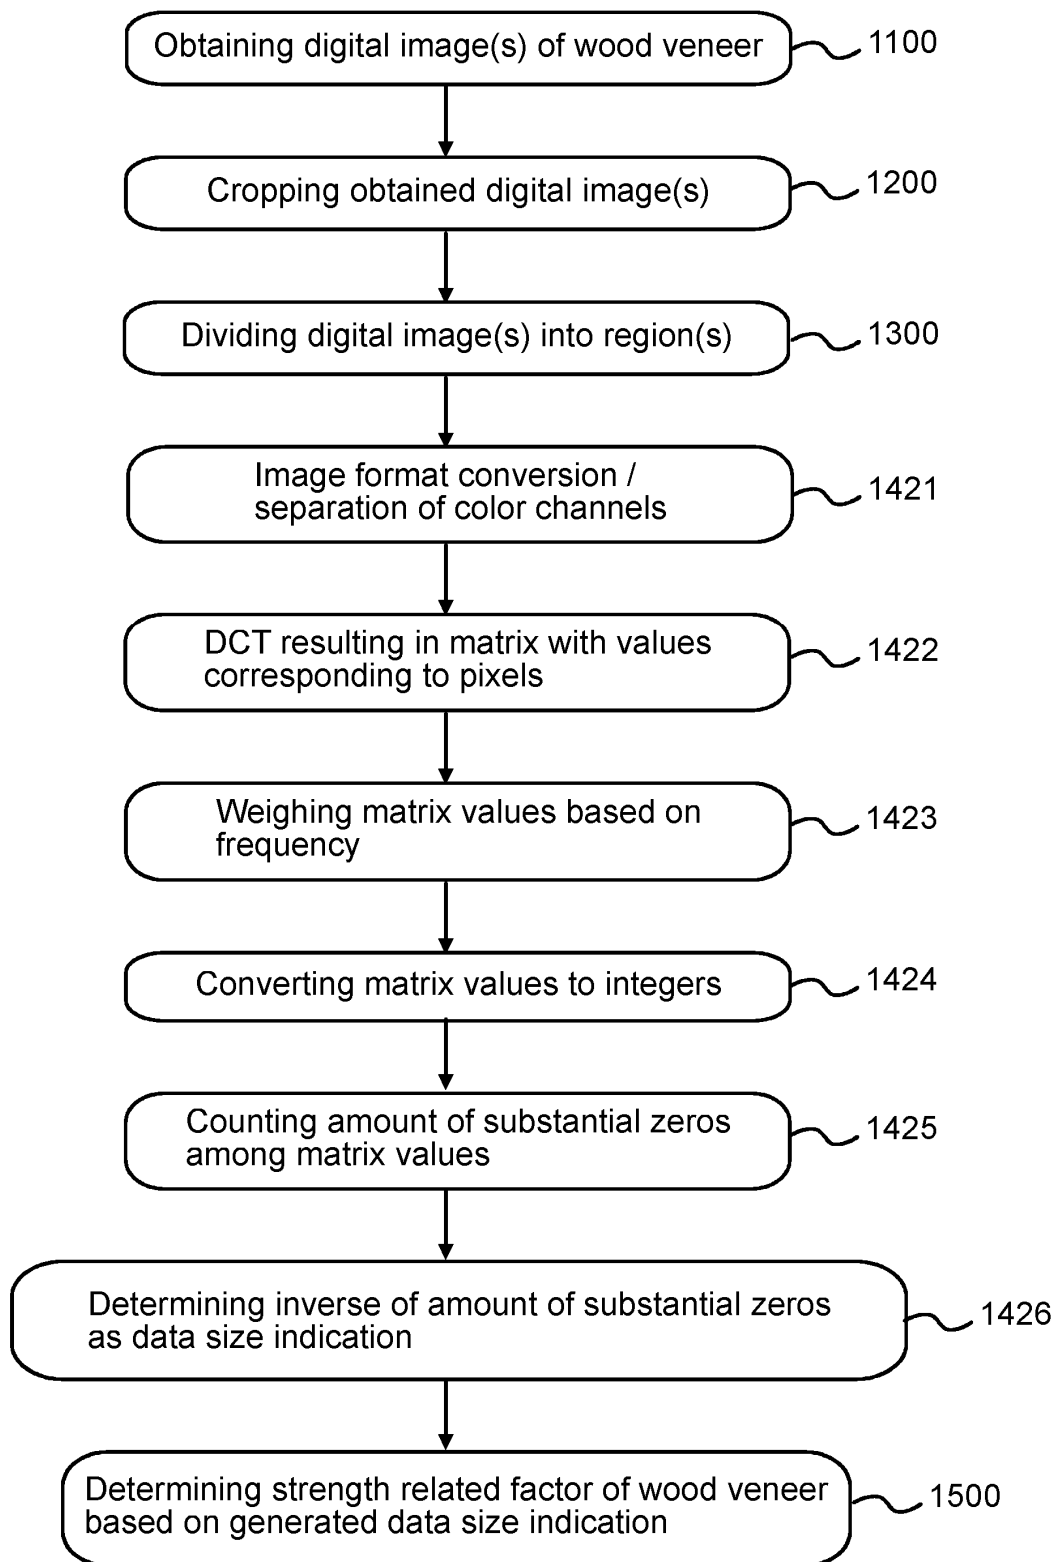 Obtaining digital image(s) of wood veneer
1100
Cropping obtained digital image(s)
1200
Dividing digital image(s) into region(s)
1300
Image format conversion /
separation of color channels
1421
DCT resulting in matrix with values
corresponding to pixels
1422
Weighing matrix values based on
frequency
1423
Converting matrix values to integers
1424
Counting amount of substantial zeros
among matrix values
1425
Determining inverse of amount of substantial zeros
as data size indication
1426
Determining strength related factor of wood veneer
based on generated data size indication
1500